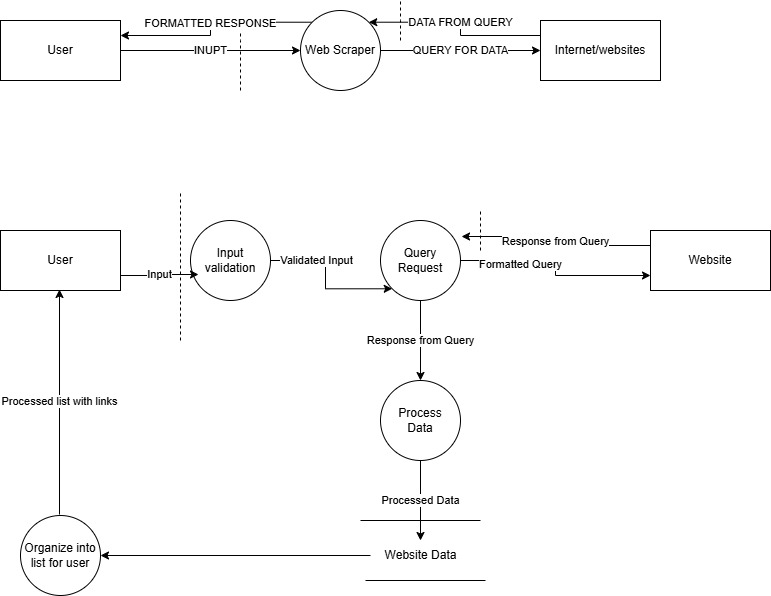 FORMATTED RESPONSE
DATA FROM QUERY
User
INUPT
Web Scraper
QUERY FOR DATA
Internet/websites
User
Input
Input
validation
Validated Input
Query
Request
Response from Query
Formatted Query
Website
Response from Query
Processed list with links
Process
Data
Processed Data
Organize into
list for user
Website Data